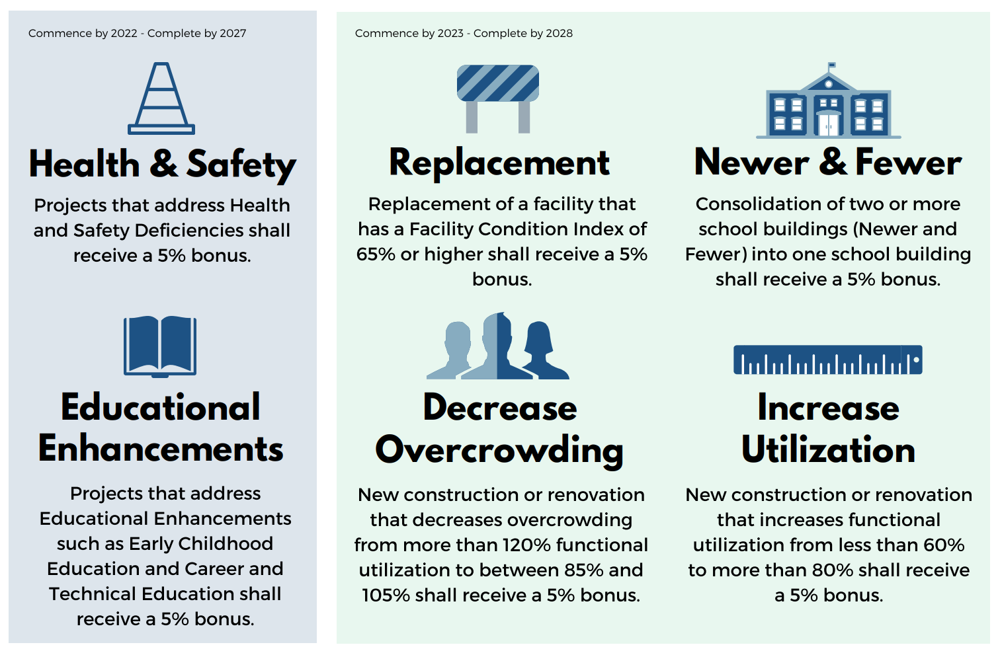 Commence by 2022 - Complete by 2027
Health & Safety
Projects that address Health
and Safety Deficiencies shall
receive a 5% bonus.
Educational
Enhancements
Projects that address
Educational Enhancements
such as Early Childhood
Education and Career and
Technical Education shall
receive a 5% bonus.
Commence by 2023 - Complete by 2028
Replacement
Replacement of a facility that
has a Facility Condition Index of
65% or higher shall receive a 5%
bonus.
Newer & Fewer
Consolidation of two or more
school buildings (Newer and
Fewer) into one school building
shall receive a 5% bonus.
Decrease
Overcrowding
New construction or renovation
that decreases overcrowding
from more than 120% functional
utilization to between 85% and
105% shall receive a 5% bonus.
Increase
Utilization
New construction or renovation
that increases functional
utilization from less than 60%
to more than 80% shall receive
a 5% bonus.